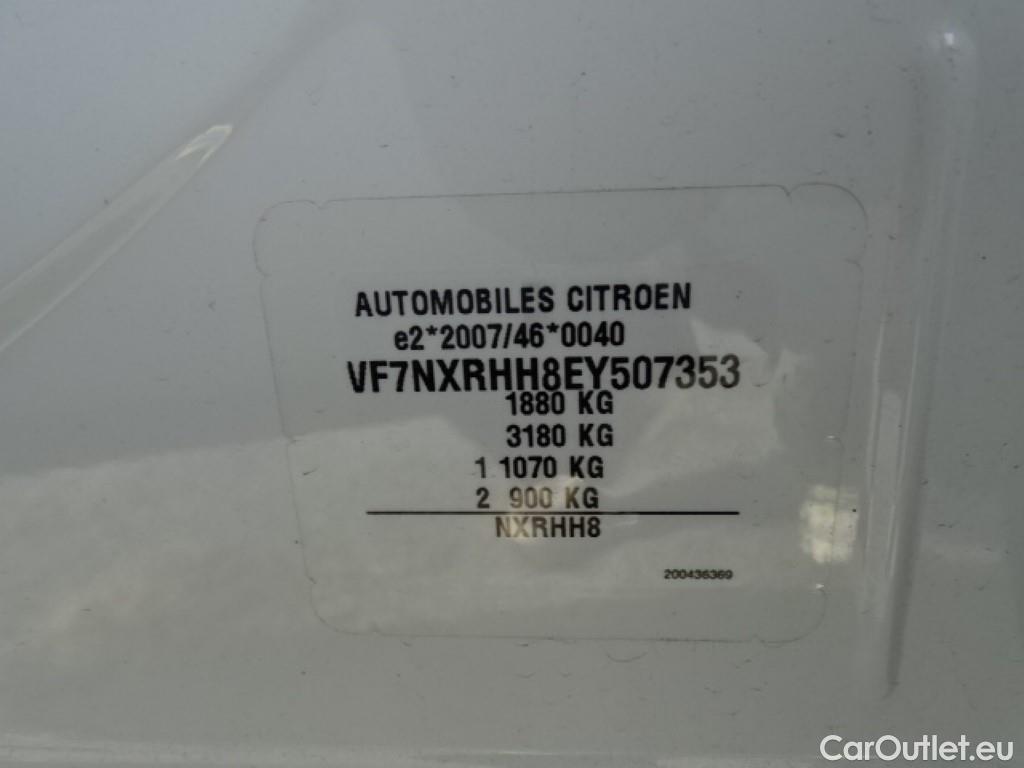 AUTOMOBILES CITROEN
e2*2007/46*0040
VF7NXRHH8EY507353
1880 KG
3180 KG
1 1070 KG
2 900 KG
NXRHH8
200436369
CarOutlet.eu